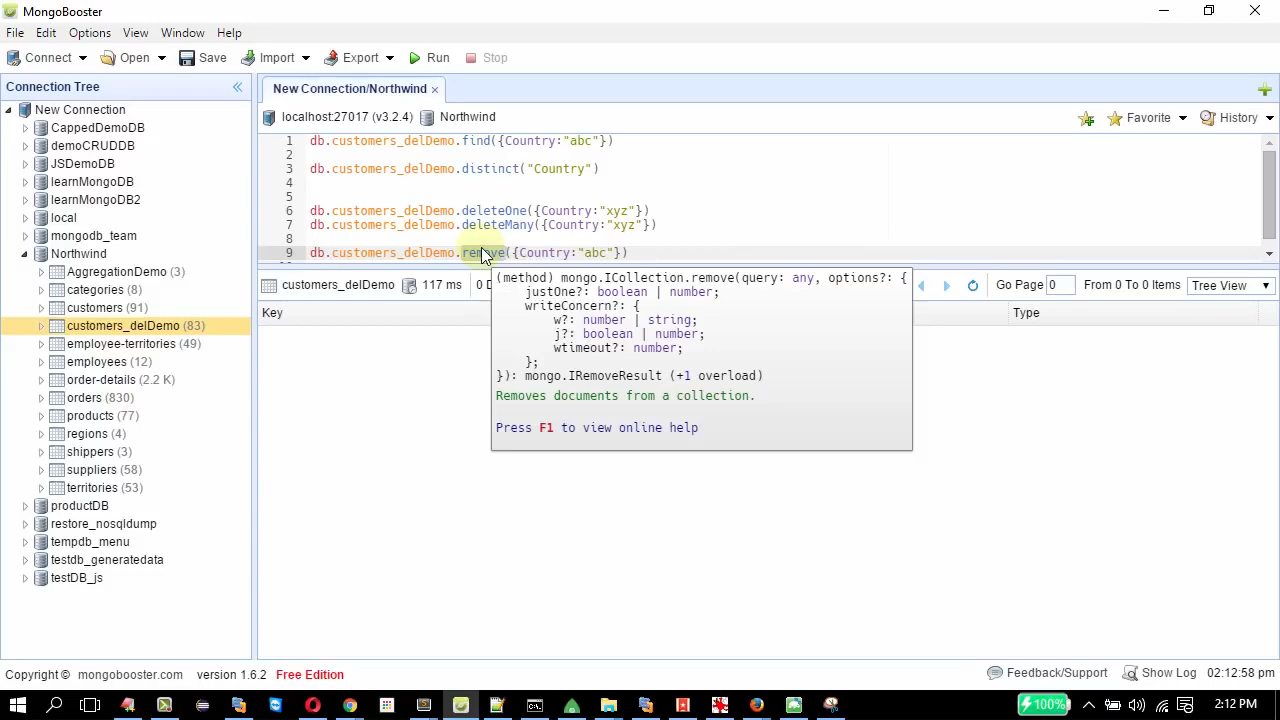 MongoBooster
File Edit Options View Window Help
Connect Open Save Import Export Run Stop
Connection Tree
New Connection
CappedDemoDB
demoCRUDDB
JSDemoDB
learnMongoDB
learnMongoDB2
local
mongodb_team
Northwind
AggregationDemo (3)
categories (8)
customers (91)
customers_delDemo (83)
employee-territories (49)
employees (12)
order-details (2.2 K)
orders (830)
products (77)
regions (4)
shippers (3)
suppliers (58)
territories (53)
productDB
restore_nosqldump
tempdb_menu
testdb_generatedata
testDB_js
New Connection/Northwind
localhost:27017 (v3.2.4) Northwind
Favorite History
1 db.customers_delDemo.find({Country:"abc"})
2
3 db.customers_delDemo.distinct("Country")
4
5
6 db.customers_delDemo.deleteOne({Country:"xyz"})
7 db.customers_delDemo.deleteMany({Country:"xyz"})
8
9 db.customers_delDemo.remove({Country:"abc"})
customers_delDemo 117 ms 0 D
Go Page 0 From 0 To 0 Items Tree View
Key Type
(method) mongo.ICollection.remove(query: any, options?: {
justOne?: boolean | number;
writeConcern?: {
w?: number | string;
j?: boolean | number;
wtimeout?: number;
};
}): mongo.IRemoveResult (+1 overload)
Removes documents from a collection.
Press F1 to view online help
Copyright © mongobooster.com version 1.6.2 Free Edition
Feedback/Support Show Log 02:12:58 pm
100% 2:12 PM